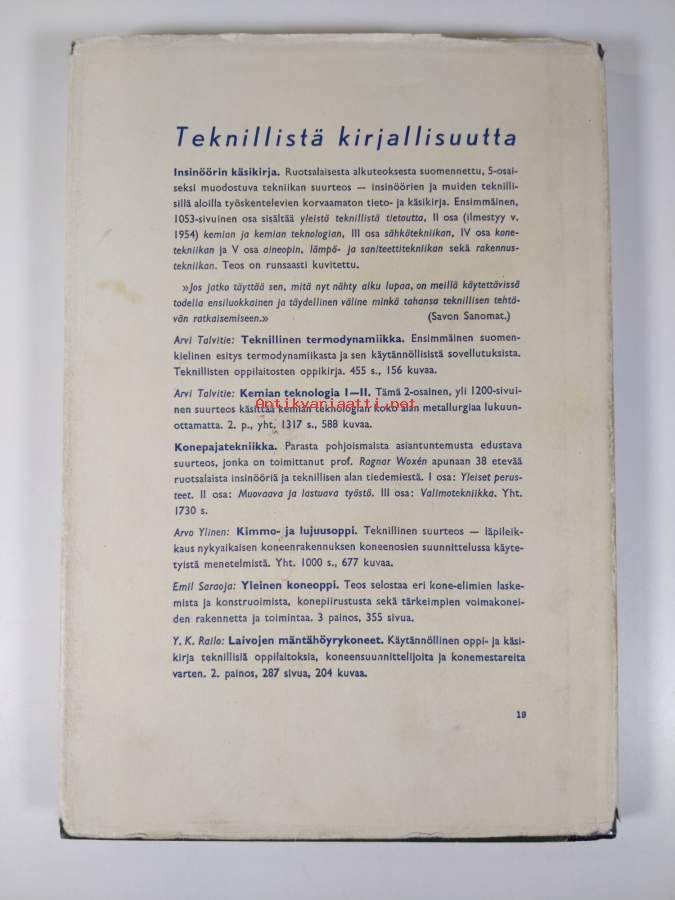 Teknillistä kirjallisuutta
Insinöörin käsikirja. Ruotsalaisesta alkuteoksesta suomennettu, 5-osai-
seksi muodostuva tekniikan suurteos — insinöörien ja muiden teknilli-
sillä aloilla työskentelevien korvaamaton tieto- ja käsikirja. Ensimmäinen,
1053-sivuinen osa sisältää yleistä teknillistä tietoutta, II osa (ilmestyy v.
1954) kemian ja kemian teknologian, III osa sähkötekniikan, IV osa kone-
tekniikan ja V osa aineopin, lämpö- ja saniteettitekniikan sekä rakennus-
tekniikan. Teos on runsaasti kuvitettu.
»Jos jatko täyttää sen, mitä nyt nähty alku lupaa, on meillä käytettävissä
todella ensiluokkainen ja täydellinen väline minkä tahansa teknillisen tehtä-
vän ratkaisemiseen.» (Savon Sanomat.)
Arvi Talvitie: Teknillinen termodynamiikka. Ensimmäinen suomen-
kielinen esitys termodynamiikasta ja sen käytännöllisistä sovellutuksista.
Teknillisten oppilaitosten oppikirja. 455 s., 156 kuvaa.
Arvi Talvitie: Kemian teknologia I—II. Tämä 2-osainen, yli 1200-sivui-
Antikvariaatti.net
nen suurteos käsittää kemian teknologian koko alan metallurgiaa lukuun-
ottamatta. 2. p., yht. 1317 s., 588 kuvaa.
Konepajatekniikka. Parasta pohjoismaista asiantuntemusta edustava
suurteos, jonka on toimittanut prof. Ragnar Woxén apunaan 38 etevää
ruotsalaista insinööriä ja teknillisen alan tiedemiestä. I osa: Yleiset perus-
teet. II osa: Muovaava ja lastuava työstö. III osa: Valimotekniikka. Yht.
1730 s.
Arvo Ylinen: Kimmo- ja lujuusoppi. Teknillinen suurteos — läpileik-
kaus nykyaikaisen koneenrakennuksen koneenosien suunnittelussa käyte-
tyistä menetelmistä. Yht. 1000 s., 677 kuvaa.
Emil Saraoja: Yleinen koneoppi. Teos selostaa eri kone-elimien laske-
mista ja konstruoimista, konepiirustusta sekä tärkeimpien voimakonei-
den rakennetta ja toimintaa. 3 painos, 355 sivua.
Y. K. Railo: Laivojen mäntähöyrykoneet. Käytännöllinen oppi- ja käsi-
kirja teknillisiä oppilaitoksia, koneensuunnittelijoita ja konemestareita
varten. 2. painos, 287 sivua, 204 kuvaa.
19